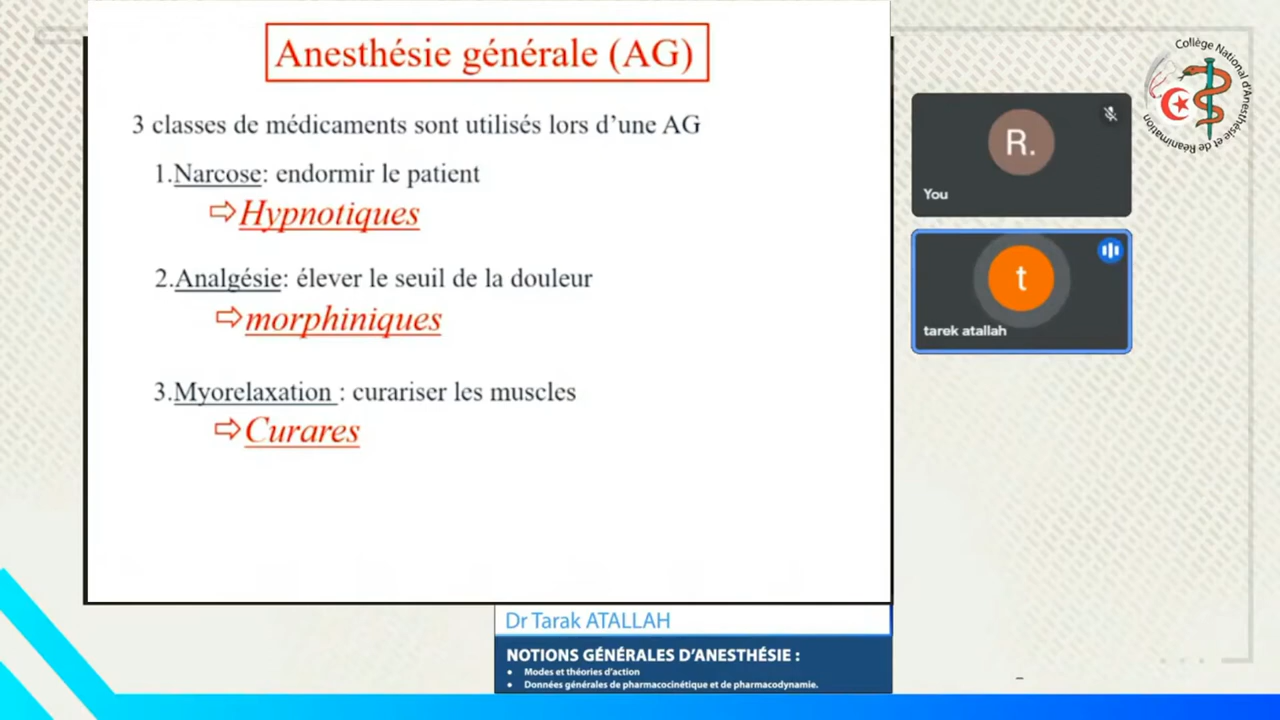 Anesthésie générale (AG)
3 classes de médicaments sont utilisés lors d’une AG
1.Narcose: endormir le patient
⇨Hypnotiques
2.Analgésie: élever le seuil de la douleur
⇨morphiniques
3.Myorelaxation : curariser les muscles
⇨Curares
Collège National d'Anesthésie et de Réanimation
R.
You
t
tarek atallah
Dr Tarak ATALLAH
NOTIONS GÉNÉRALES D’ANESTHÉSIE :
• Modes et théories d’action
• Données générales de pharmacocinétique et de pharmacodynamie.